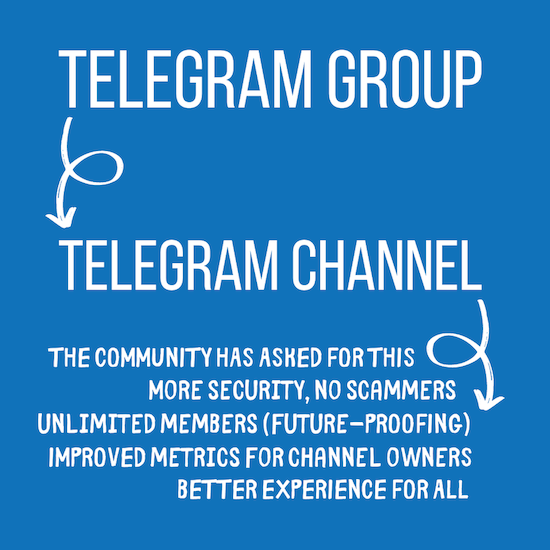 TELEGRAM GROUP
TELEGRAM CHANNEL
THE COMMUNITY HAS ASKED FOR THIS
MORE SECURITY, NO SCAMMERS
UNLIMITED MEMBERS (FUTURE-PROOFING)
IMPROVED METRICS FOR CHANNEL OWNERS
BETTER EXPERIENCE FOR ALL